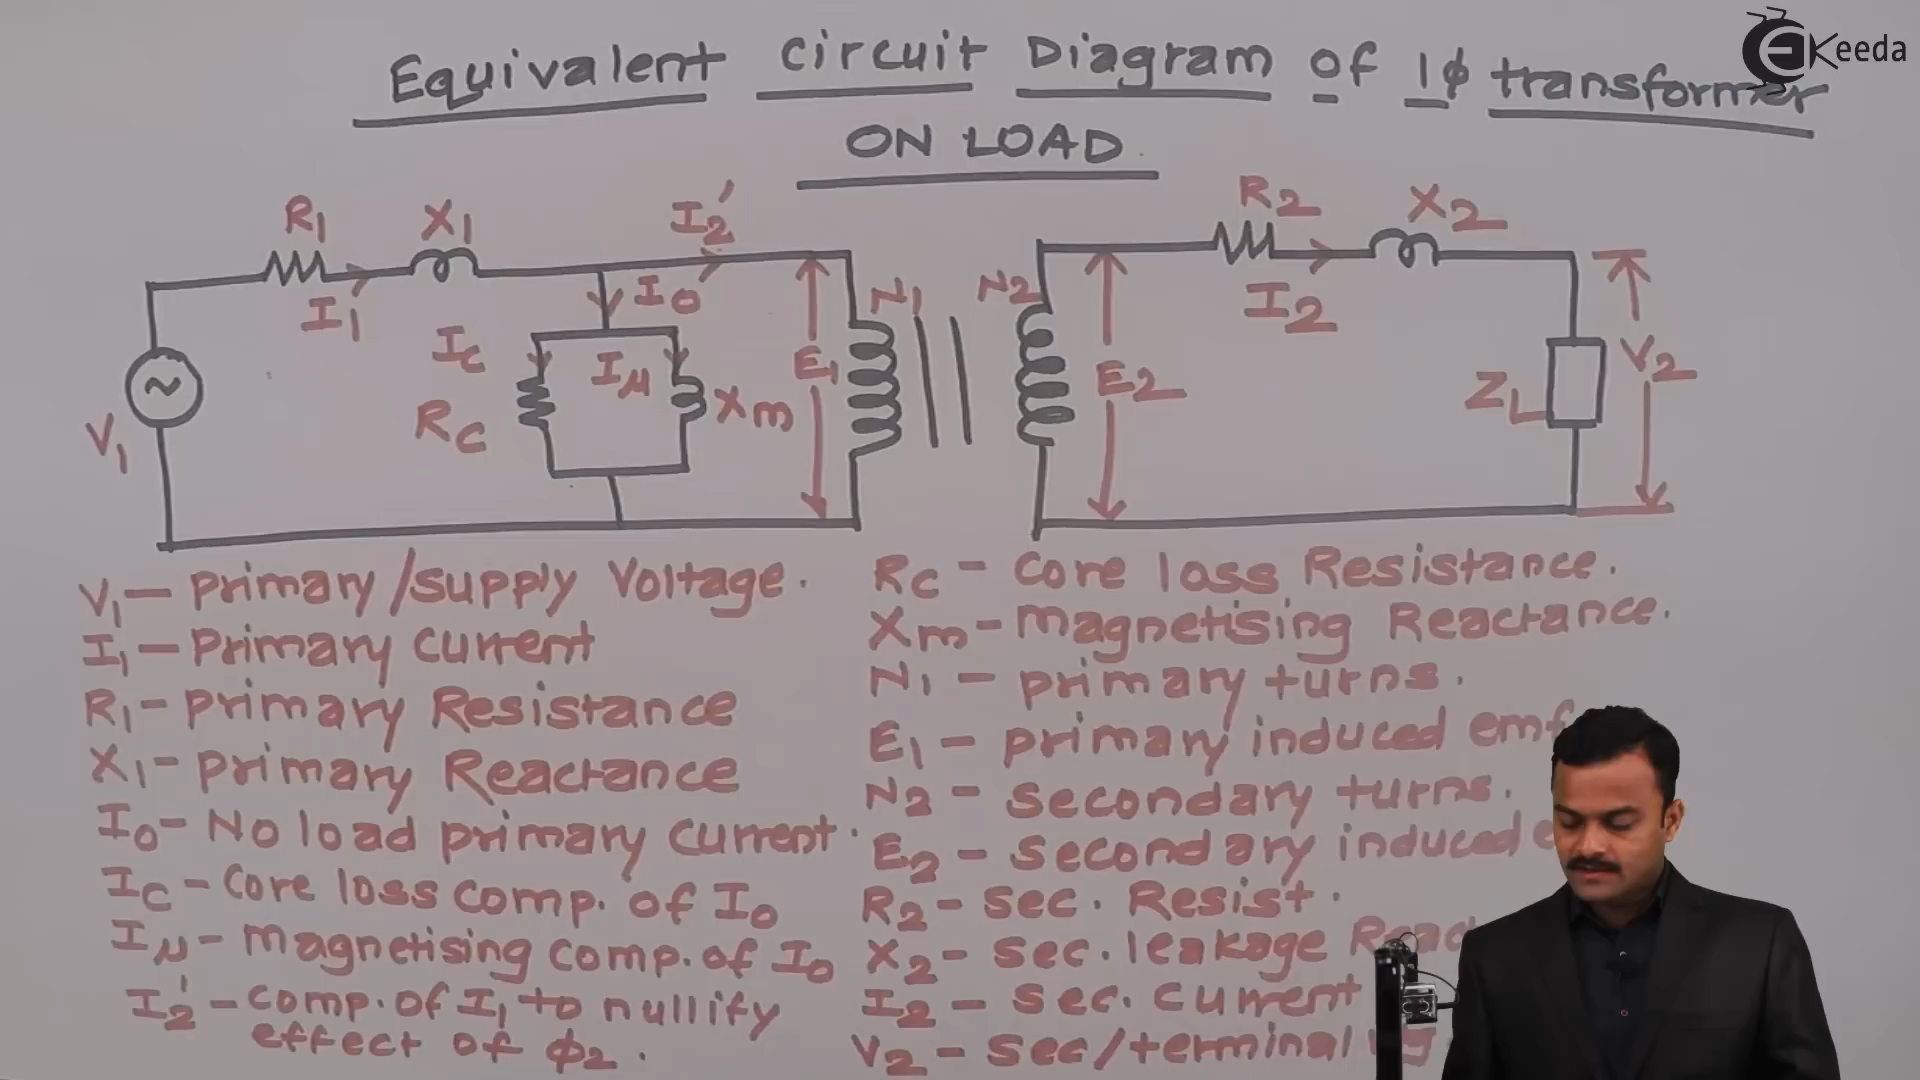 Equivalent Circuit Diagram of 1ϕ transformer
ON LOAD
EKeeda
R1
X1
I2'
R2
X2
I1
I0
N1
N2
I2
Ic
Iμ
E1
E2
V2
Rc
Xm
ZL
V1
V1 — primary/supply Voltage.
I1 — primary current
R1 - primary Resistance
X1 - primary Reactance
I0 - No load primary current.
Ic - core loss comp. of I0
Iμ - magnetising comp. of I0
I2' - comp. of I1 to nullify
effect of ϕ2.
Rc - core loss Resistance.
Xm - magnetising Reactance.
N1 - primary turns.
E1 - primary induced emf
N2 - secondary turns.
E2 - secondary induced
R2 - sec. Resist.
X2 - sec. leakage
I2 - sec. current
V2 - sec/terminal